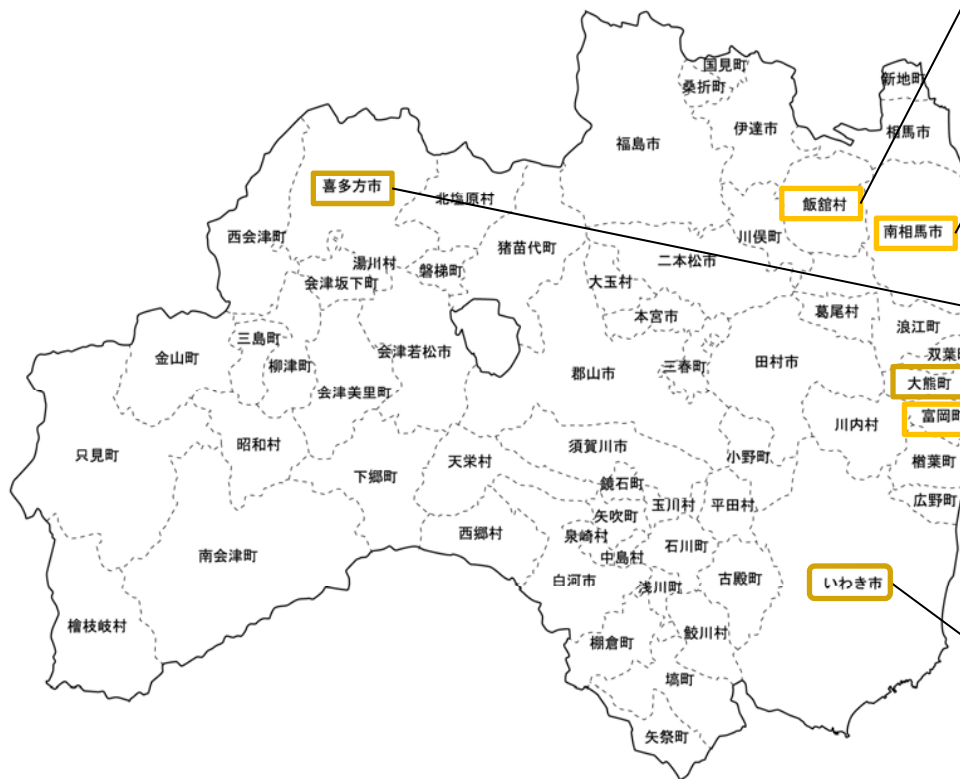 国見町
桑折町
新地町
福島市
伊達市
相馬市
喜多方市
北塩原村
飯舘村
南相馬市
西会津町
猪苗代町
川俣町
湯川村
磐梯町
二本松市
会津坂下町
大玉村
本宮市
葛尾村
浪江町
三島町
会津若松市
双葉町
金山町
柳津町
郡山市
三春町
田村市
大熊町
会津美里町
富岡町
川内村
昭和村
須賀川市
只見町
天栄村
小野町
楢葉町
下郷町
鏡石町
広野町
玉川村
平田村
矢吹町
西郷村
泉崎村
石川町
南会津町
中島村
白河市
浅川町
古殿町
いわき市
檜枝岐村
棚倉町
鮫川村
塙町
矢祭町